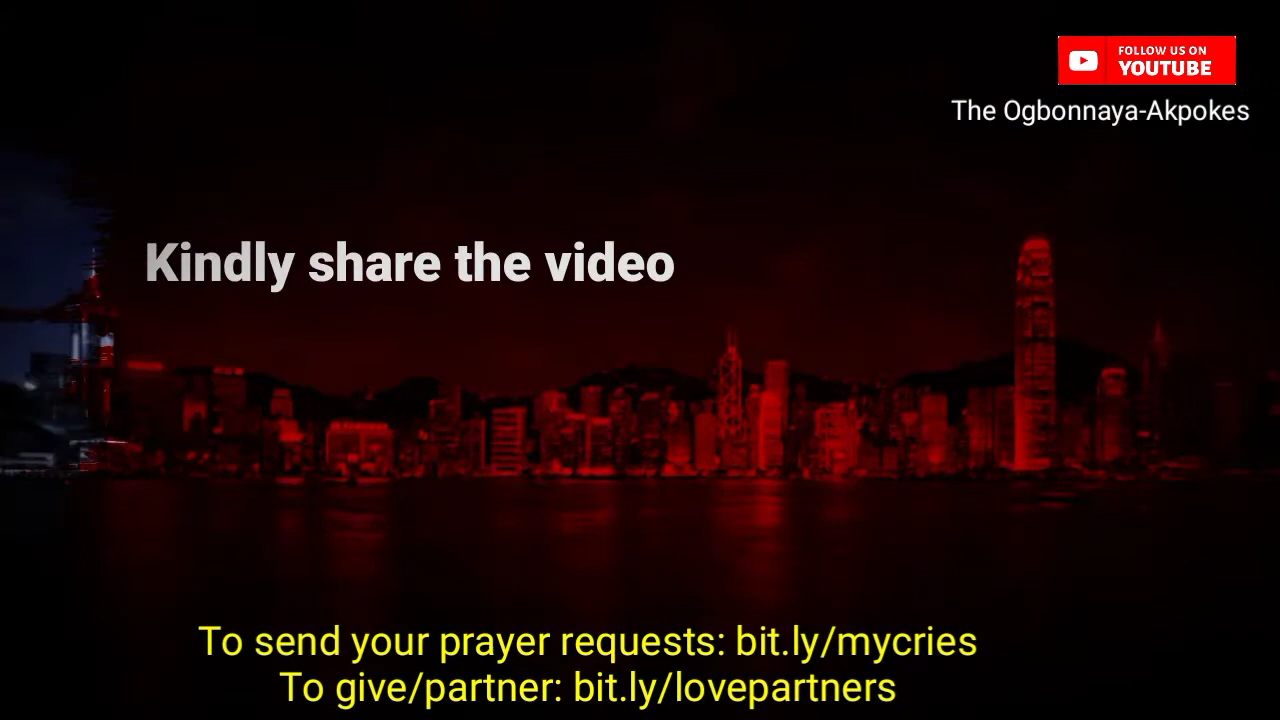 FOLLOW US ON
YOUTUBE
The Ogbonnaya-Akpokes
Kindly share the video
To send your prayer requests: bit.ly/mycries
To give/partner: bit.ly/lovepartners